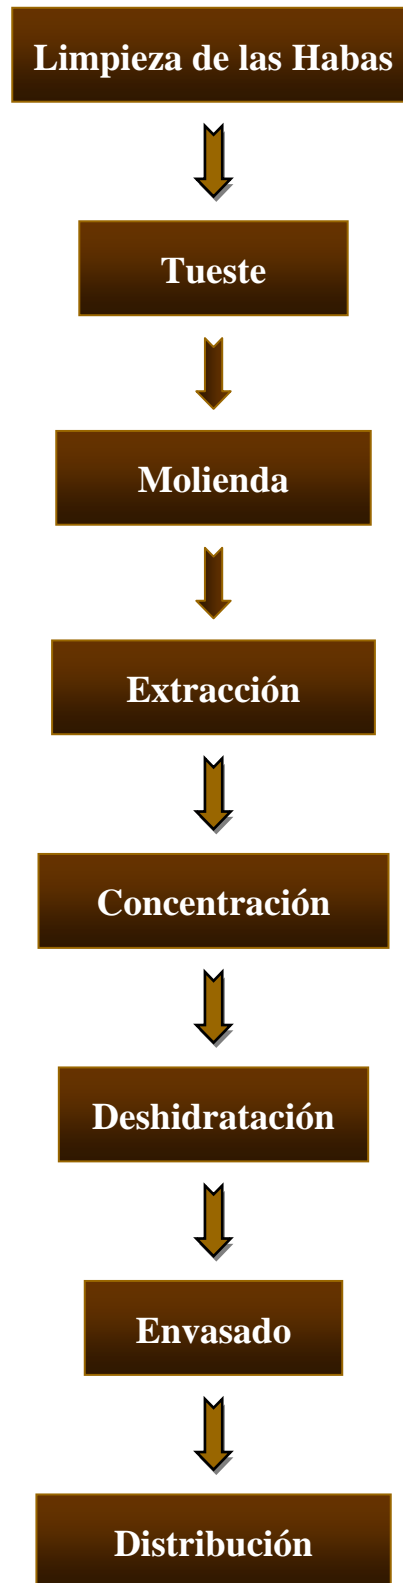 Limpieza de las Habas
Tueste
Molienda
Extracción
Concentración
Deshidratación
Envasado
Distribución